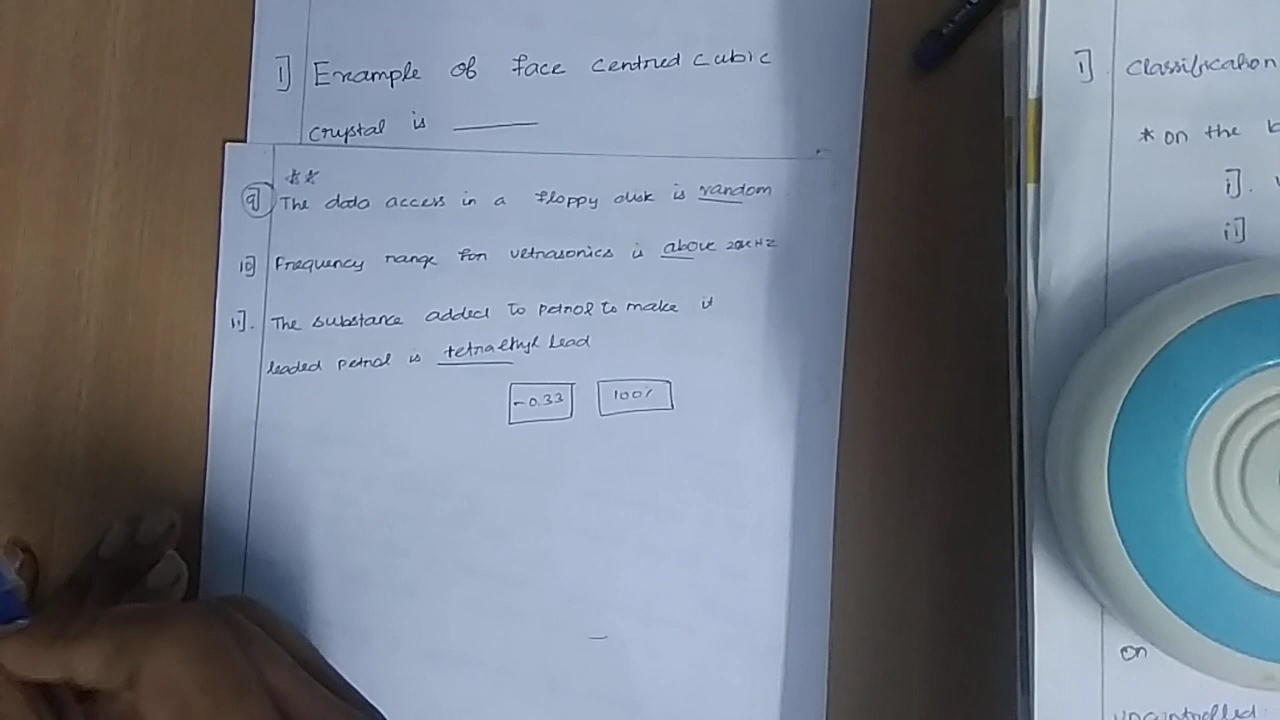 1] Example of face centred cubic
crystal is ______
**
9] The data access in a floppy disk is random
10] Frequency range for ultrasonics is above 20KHZ
11]. The substance added to petrol to make it
leaded petrol is tetraethyl lead
-0.33 100%
1] Classification
* on the
i].
ii]
on
uncontrolled